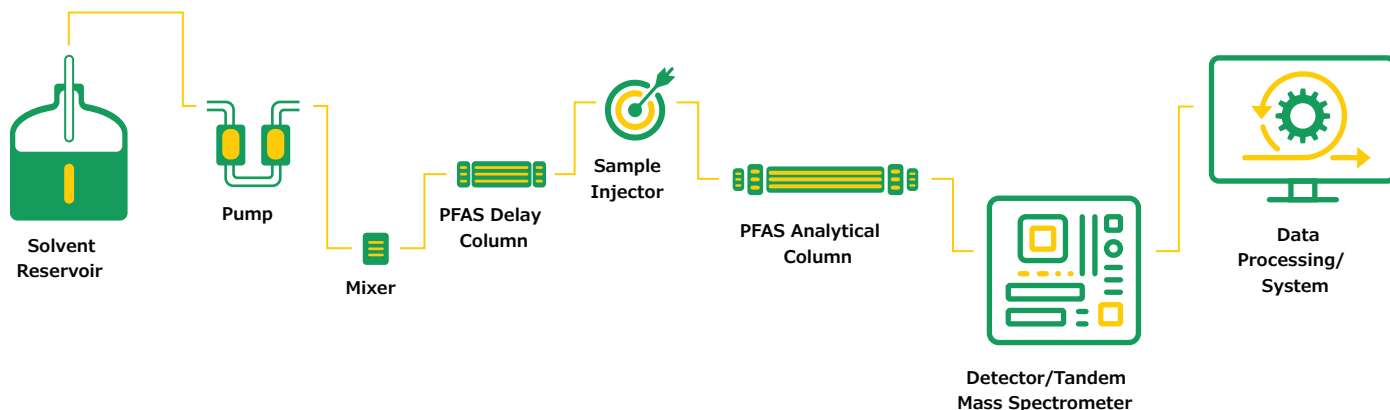 Solvent
Reservoir
Pump
Mixer
PFAS Delay
Column
Sample
Injector
PFAS Analytical
Column
Detector/Tandem
Mass Spectrometer
Data
Processing/
System